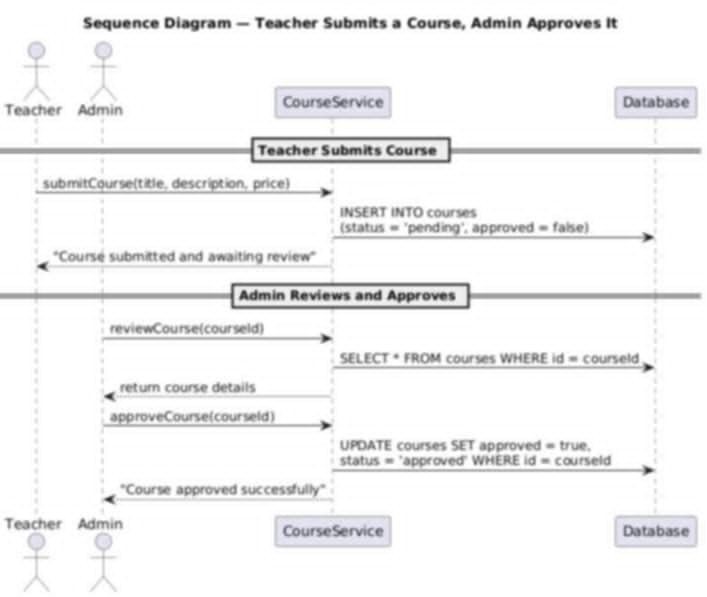 Sequence Diagram — Teacher Submits a Course, Admin Approves It
Teacher Admin CourseService Database
Teacher Submits Course
submitCourse(title, description, price)
INSERT INTO courses
(status = 'pending', approved = false)
"Course submitted and awaiting review"
Admin Reviews and Approves
reviewCourse(courseId)
SELECT * FROM courses WHERE id = courseId
return course details
approveCourse(courseId)
UPDATE courses SET approved = true,
status = 'approved' WHERE id = courseId
"Course approved successfully"
Teacher Admin CourseService Database